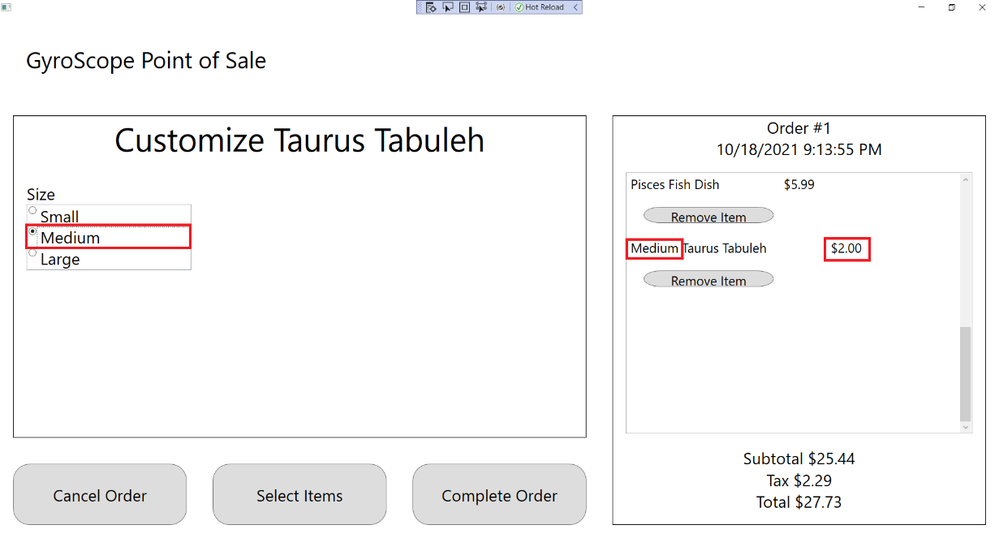 Hot Reload
GyroScope Point of Sale
Customize Taurus Tabuleh
Size
Small
Medium
Large
Cancel Order
Select Items
Complete Order
Order #1
10/18/2021 9:13:55 PM
Pisces Fish Dish $5.99
Remove Item
Medium Taurus Tabuleh $2.00
Remove Item
Subtotal $25.44
Tax $2.29
Total $27.73